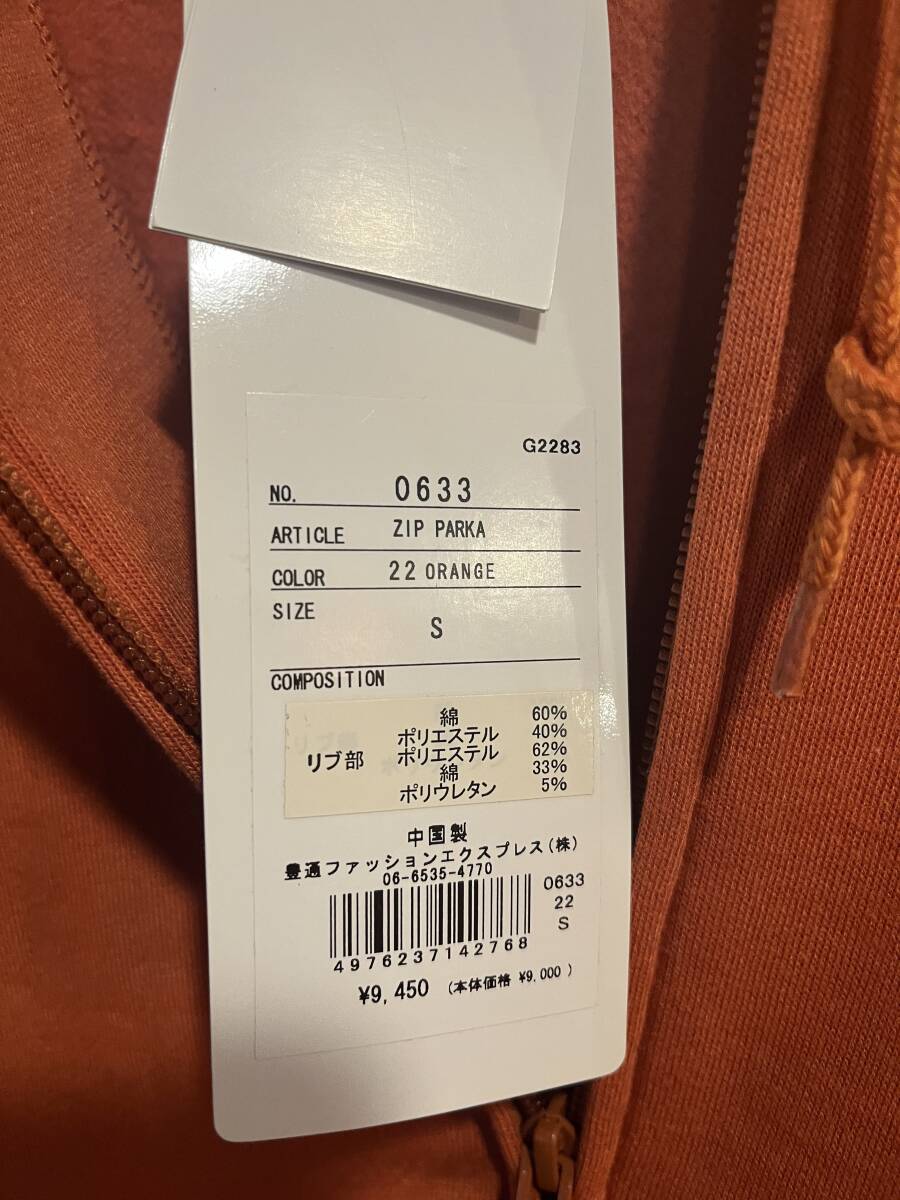 G2283
NO. 0633
ARTICLE ZIP PARKA
COLOR 22 ORANGE
SIZE
S
COMPOSITION
綿 60%
ポリエステル 40%
リブ部 ポリエステル 62%
綿 33%
ポリウレタン 5%
中国製
豊通ファッションエクスプレス(株)
06-6535-4770
0633
22
S
4976237142768
¥9,450 (本体価格 ¥9,000)